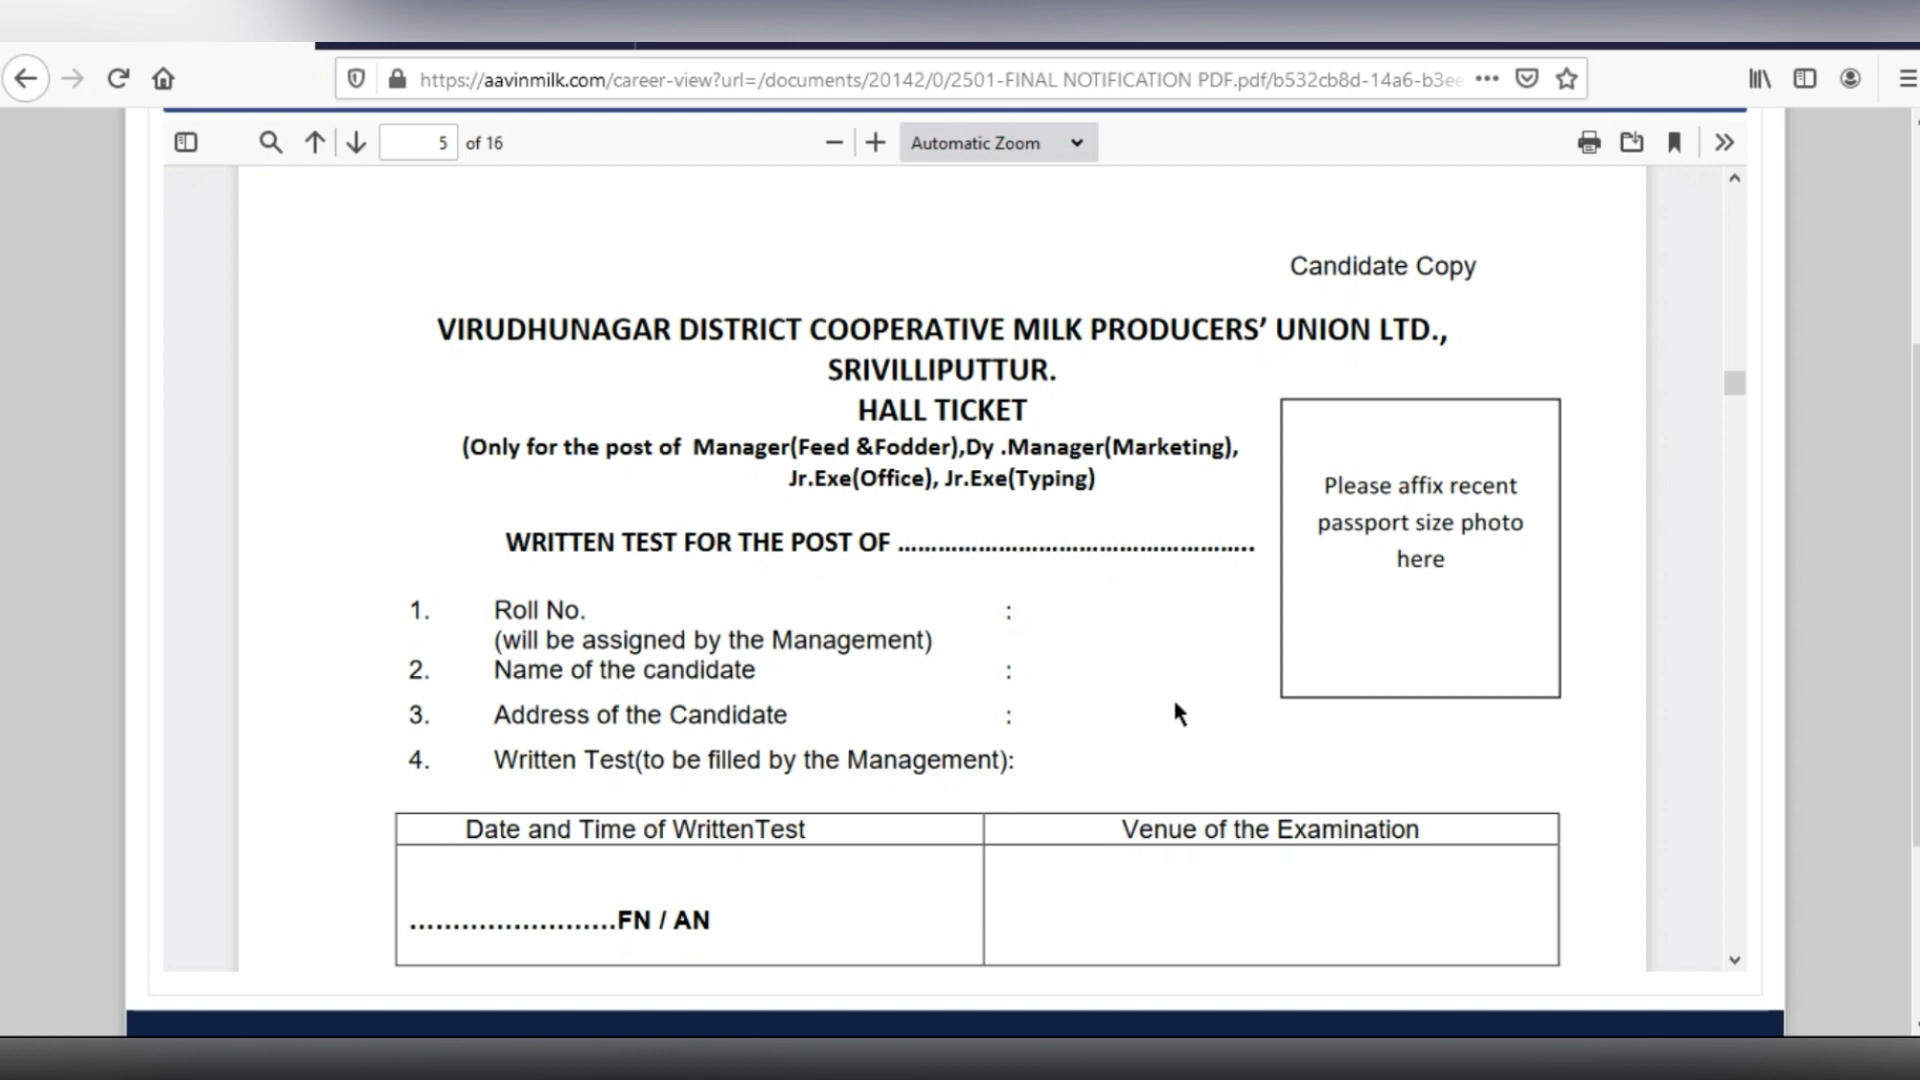 https://aavinmilk.com/career-view?url=/documents/20142/0/2501-FINAL NOTIFICATION PDF.pdf/b532cb8d-14a6-b3ee
5 of 16
Automatic Zoom
Candidate Copy
VIRUDHUNAGAR DISTRICT COOPERATIVE MILK PRODUCERS’ UNION LTD.,
SRIVILLIPUTTUR.
HALL TICKET
(Only for the post of Manager(Feed &Fodder),Dy .Manager(Marketing),
Jr.Exe(Office), Jr.Exe(Typing)
Please affix recent
passport size photo
here
WRITTEN TEST FOR THE POST OF ……………………………………………..
1. Roll No. :
(will be assigned by the Management)
2. Name of the candidate :
3. Address of the Candidate :
4. Written Test(to be filled by the Management):
Date and Time of WrittenTest Venue of the Examination
……………………FN / AN